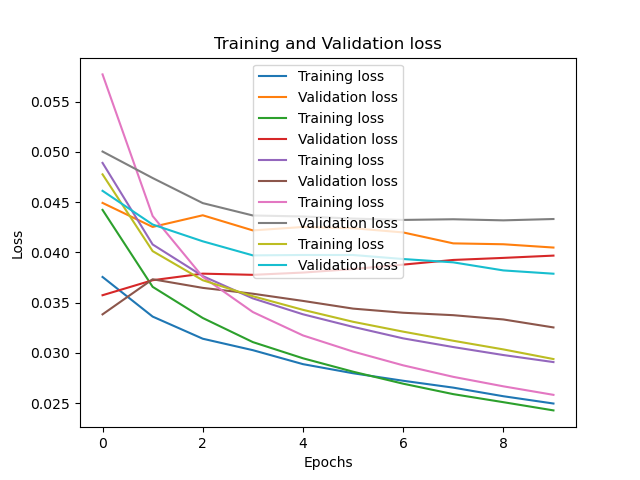 Training and Validation loss
Training loss
Validation loss
Training loss
Validation loss
Training loss
Validation loss
Training loss
Validation loss
Training loss
Validation loss
0.055
0.050
0.045
0.040
0.035
0.030
0.025
Loss
0 2 4 6 8
Epochs